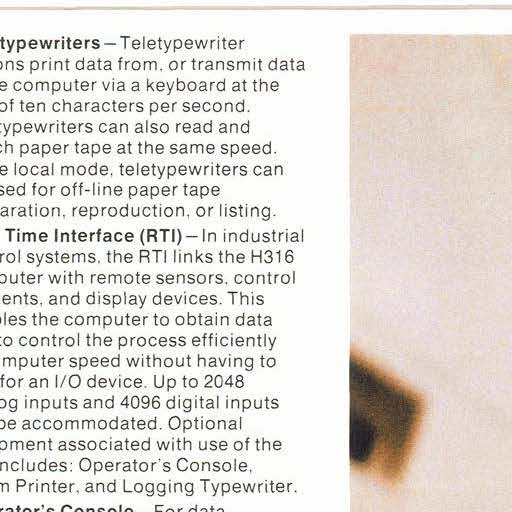 typewriters — Teletypewriter
ons print data from, or transmit data
e computer via a keyboard at the
of ten characters per second.
typewriters can also read and
ch paper tape at the same speed.
e local mode, teletypewriters can
sed for off-line paper tape
aration, reproduction, or listing.
Time Interface (RTI) — In industrial
rol systems, the RTI links the H316
puter with remote sensors, control
ents, and display devices. This
les the computer to obtain data
to control the process efficiently
mputer speed without having to
for an I/O device. Up to 2048
og inputs and 4096 digital inputs
be accommodated. Optional
pment associated with use of the
ncludes: Operator's Console,
m Printer, and Logging Typewriter.
rator's Console — For data